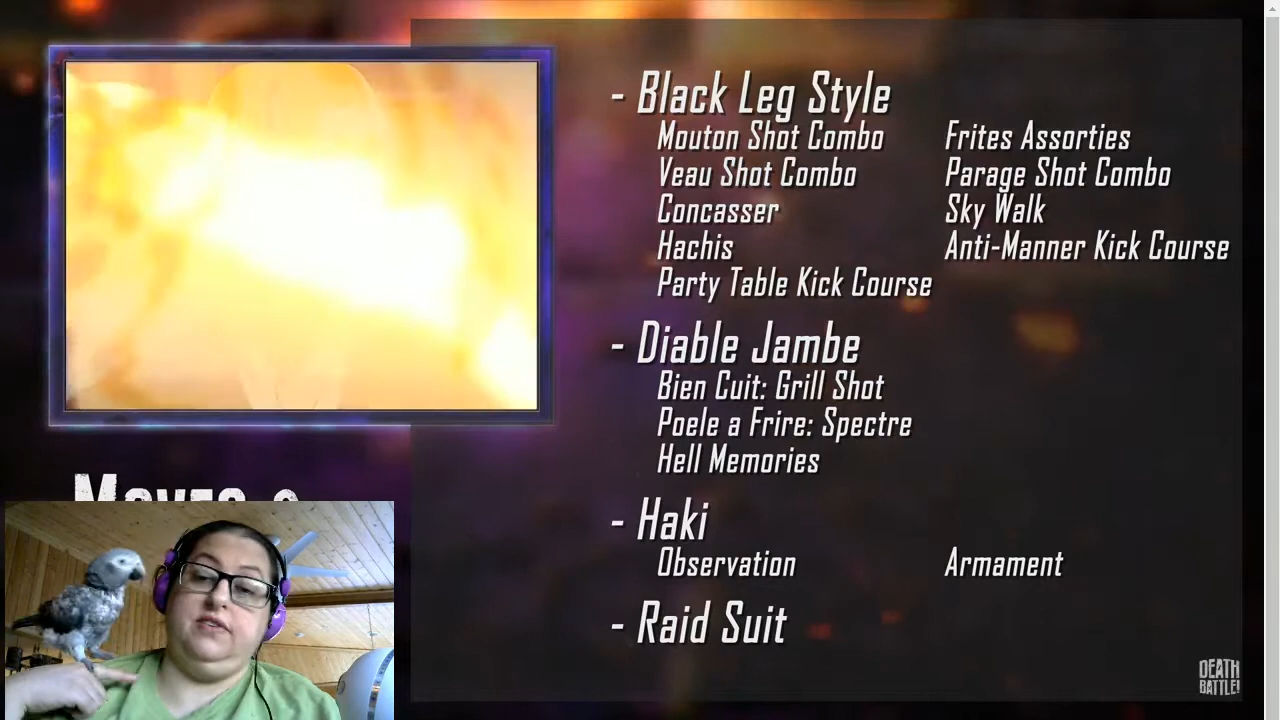 - Black Leg Style
Mouton Shot Combo
Frites Assorties
Veau Shot Combo
Parage Shot Combo
Concasser
Sky Walk
Hachis
Anti-Manner Kick Course
Party Table Kick Course
- Diable Jambe
Bien Cuit: Grill Shot
Poele a Frire: Spectre
Hell Memories
- Haki
Observation
Armament
- Raid Suit
DEATH
BATTLE!